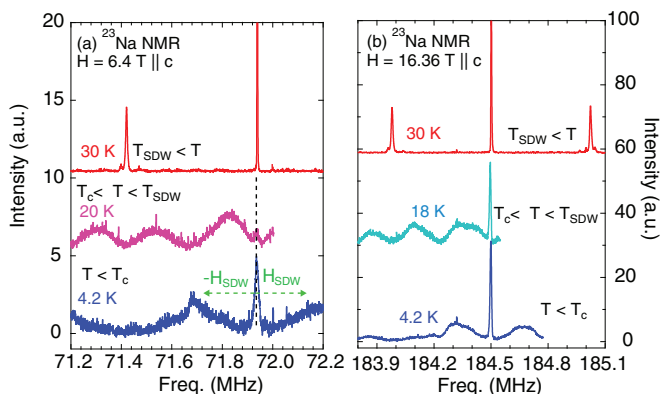 (a) ²³Na NMR
H = 6.4 T || c
30 K
T_SDW < T
T_c < T < T_SDW
20 K
T < T_c
-H_SDW H_SDW
4.2 K
20
15
10
5
0
Intensity (a.u.)
71.2 71.4 71.6 71.8 72.0 72.2
Freq. (MHz)
(b) ²³Na NMR
H = 16.36 T || c
30 K
T_SDW < T
18 K
T_c < T < T_SDW
4.2 K
T < T_c
100
80
60
40
20
0
Intensity (a.u.)
183.9 184.2 184.5 184.8 185.1
Freq. (MHz)